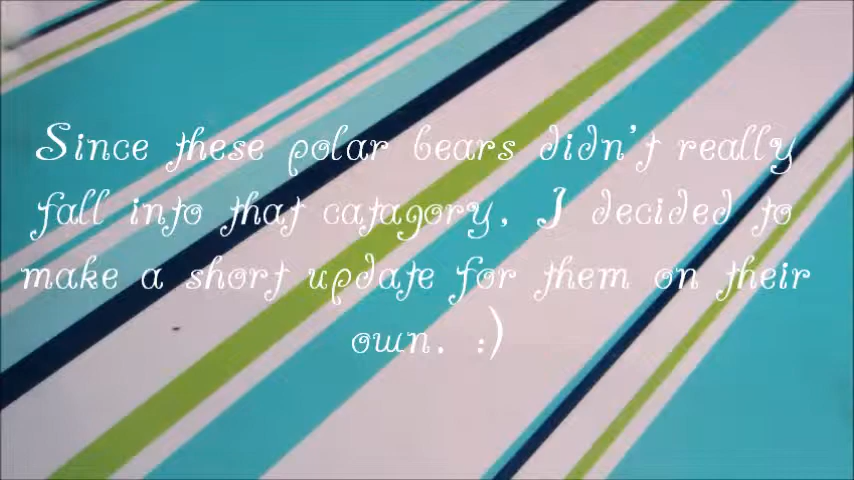 Since these polar bears didn't really
fall into that catagory, I decided to
make a short update for them on their
own. :)